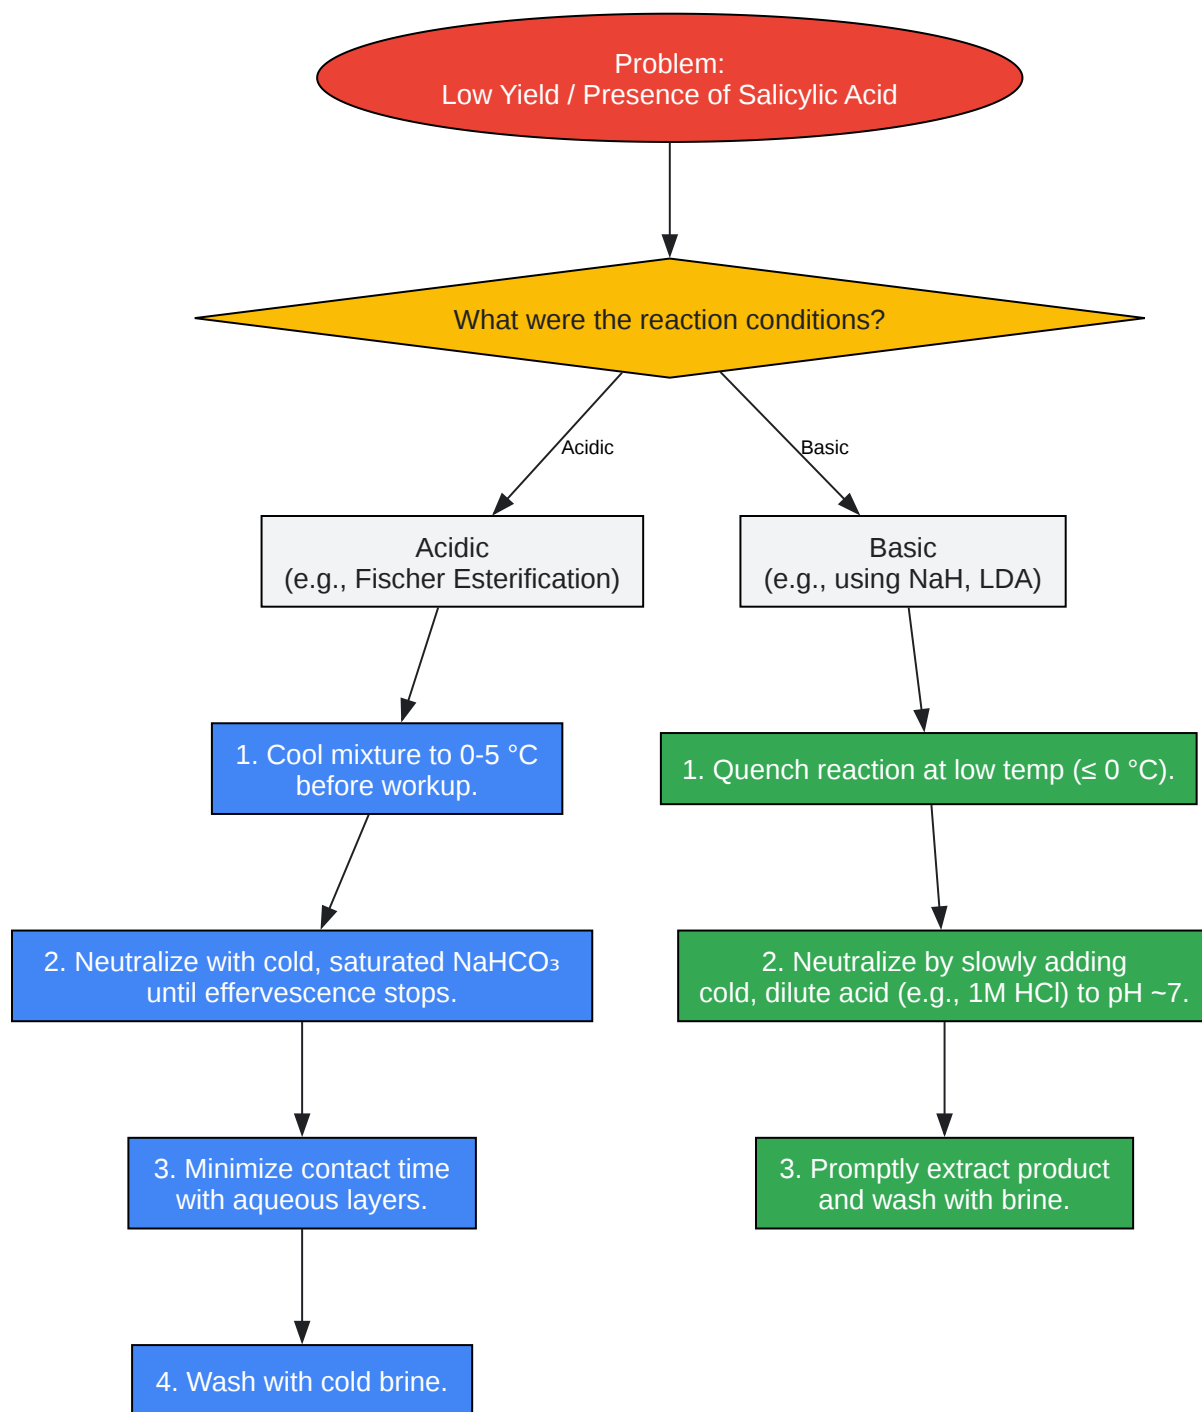 Problem:
Low Yield / Presence of Salicylic Acid
What were the reaction conditions?
Acidic
Basic
Acidic
(e.g., Fischer Esterification)
Basic
(e.g., using NaH, LDA)
1. Cool mixture to 0-5 °C
before workup.
1. Quench reaction at low temp (≤ 0 °C).
2. Neutralize with cold, saturated NaHCO₃
until effervescence stops.
2. Neutralize by slowly adding
cold, dilute acid (e.g., 1M HCl) to pH ~7.
3. Minimize contact time
with aqueous layers.
3. Promptly extract product
and wash with brine.
4. Wash with cold brine.